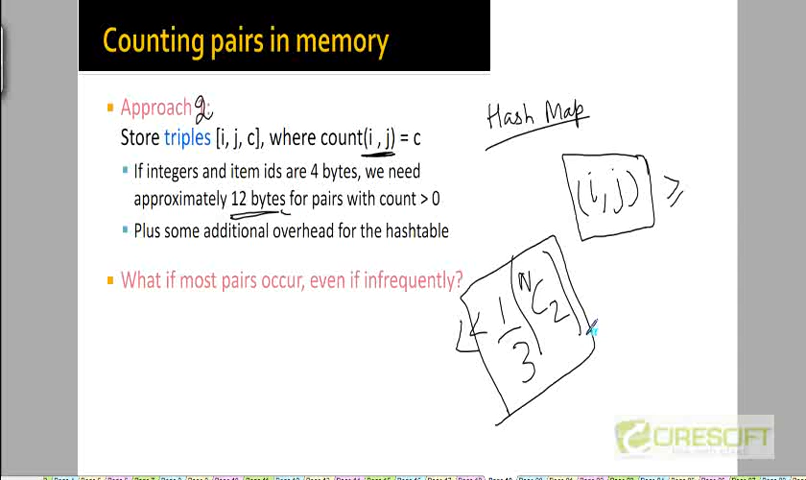 Counting pairs in memory
Approach 2:
Store triples [i, j, c], where count(i , j) = c
If integers and item ids are 4 bytes, we need
approximately 12 bytes for pairs with count > 0
Plus some additional overhead for the hashtable
What if most pairs occur, even if infrequently?
Hash Map
(i,j) ≥
1/3 (N C 2)
CIRESOFT